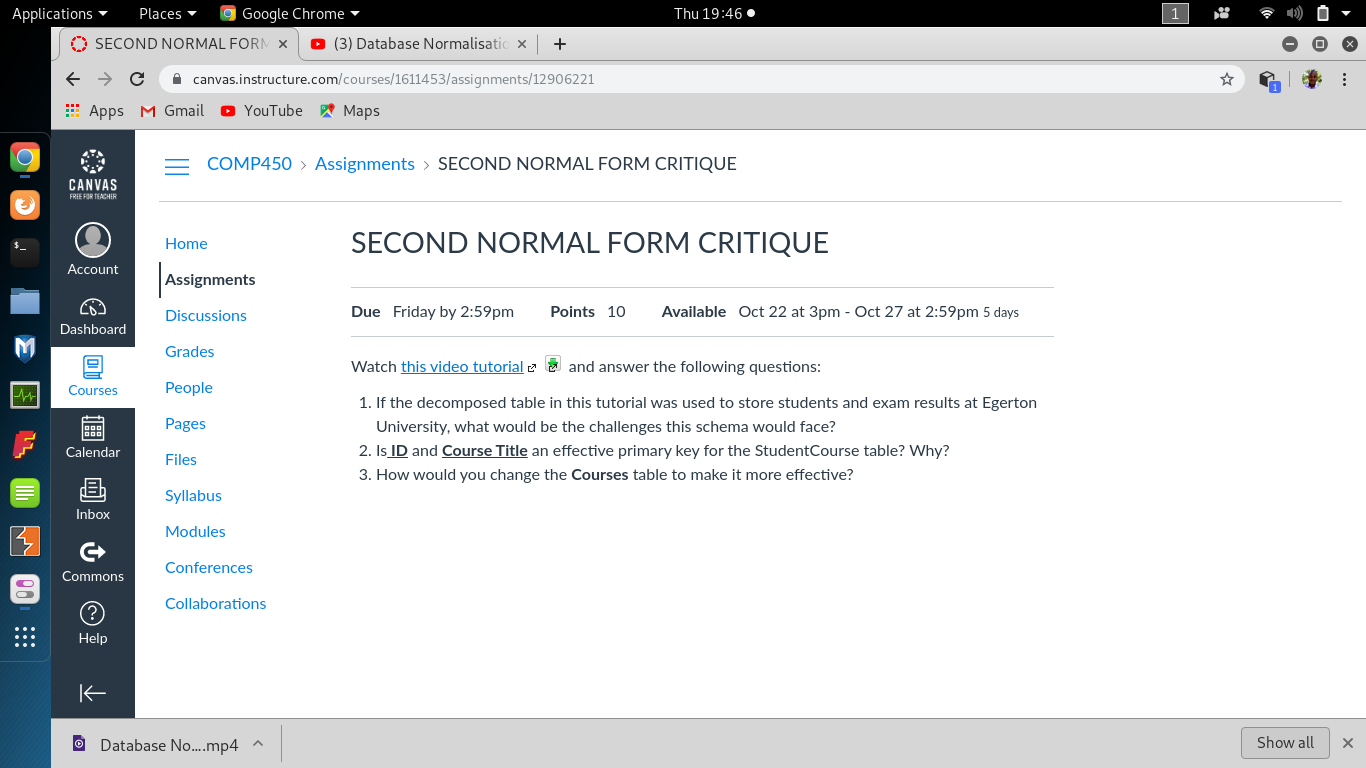 Applications Places Google Chrome Thu 19:46 1
SECOND NORMAL FORM (3) Database Normalisatio
canvas.instructure.com/courses/1611453/assignments/12906221
1
Apps Gmail YouTube Maps
CANVAS
FREE FOR TEACHER
Account
Dashboard
Courses
Calendar
Inbox
Commons
Help
COMP450 > Assignments > SECOND NORMAL FORM CRITIQUE
Home
Assignments
Discussions
Grades
People
Pages
Files
Syllabus
Modules
Conferences
Collaborations
SECOND NORMAL FORM CRITIQUE
Due Friday by 2:59pm Points 10 Available Oct 22 at 3pm - Oct 27 at 2:59pm 5 days
Watch this video tutorial and answer the following questions:
1. If the decomposed table in this tutorial was used to store students and exam results at Egerton
University, what would be the challenges this schema would face?
2. Is ID and Course Title an effective primary key for the StudentCourse table? Why?
3. How would you change the Courses table to make it more effective?
Database No....mp4 Show all